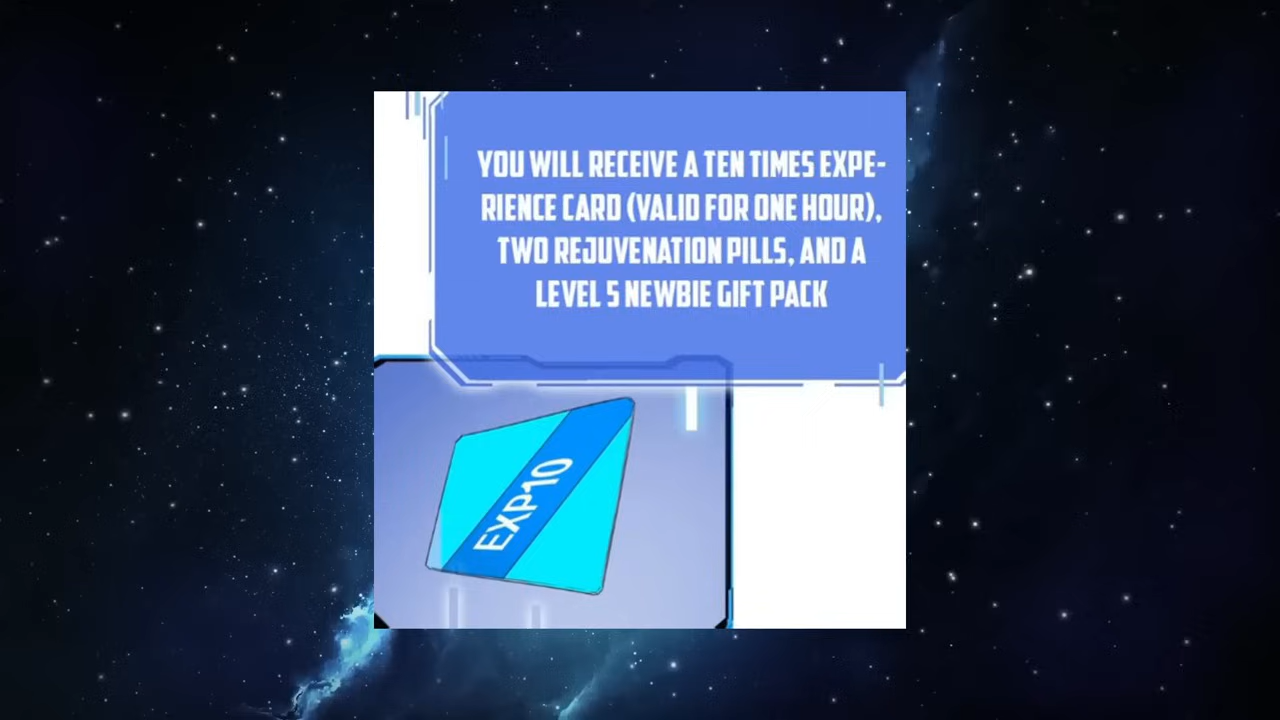 YOU WILL RECEIVE A TEN TIMES EXPE-
RIENCE CARD (VALID FOR ONE HOUR),
TWO REJUVENATION PILLS, AND A
LEVEL 5 NEWBIE GIFT PACK
EXP10